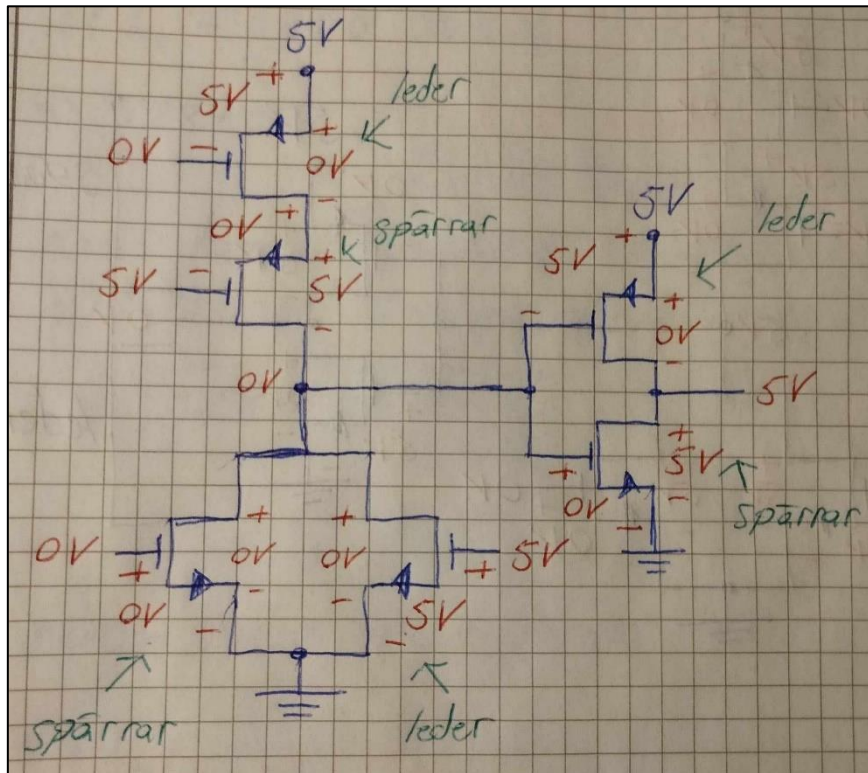 5V
+
5V
leder
+
0V
-
0V
-
0V
+
spärrar
-
+
5V
5V
-
5V
+
leder
5V
-
+
0V
-
0V
5V
+
5V
+
0V
-
-
spärrar
+
+
0V
0V
0V
5V
+
+
0V
-
-
5V
-
-
spärrar
leder